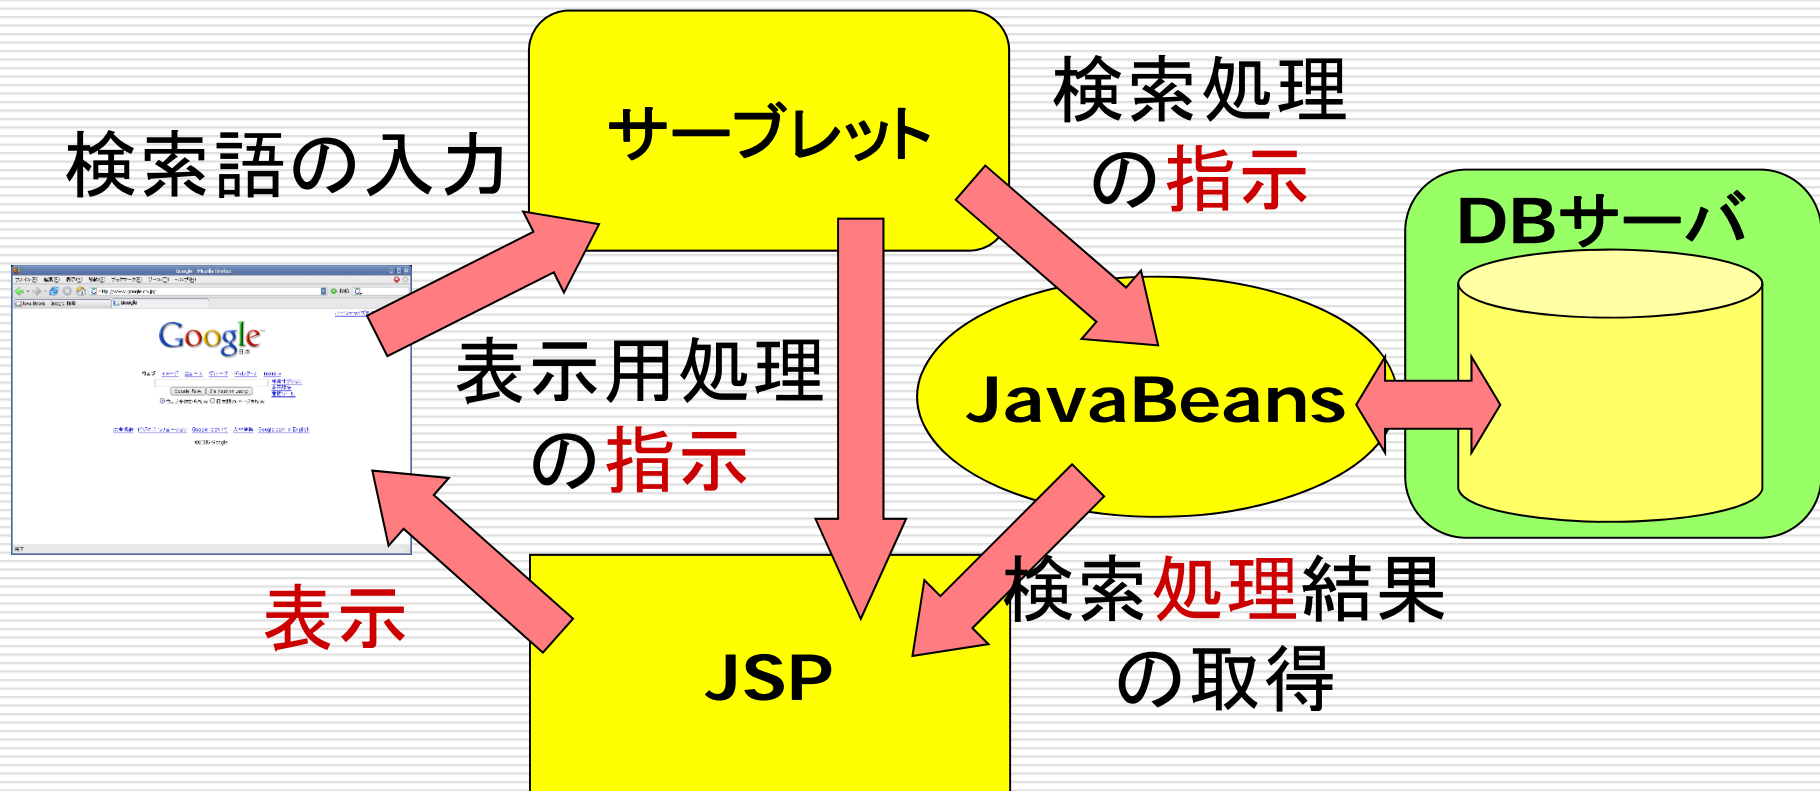 サーブレット
検索処理
の指示
検索語の入力
DBサーバ
Google
日本
表示用処理
の指示
JavaBeans
表示
検索処理結果
の取得
JSP